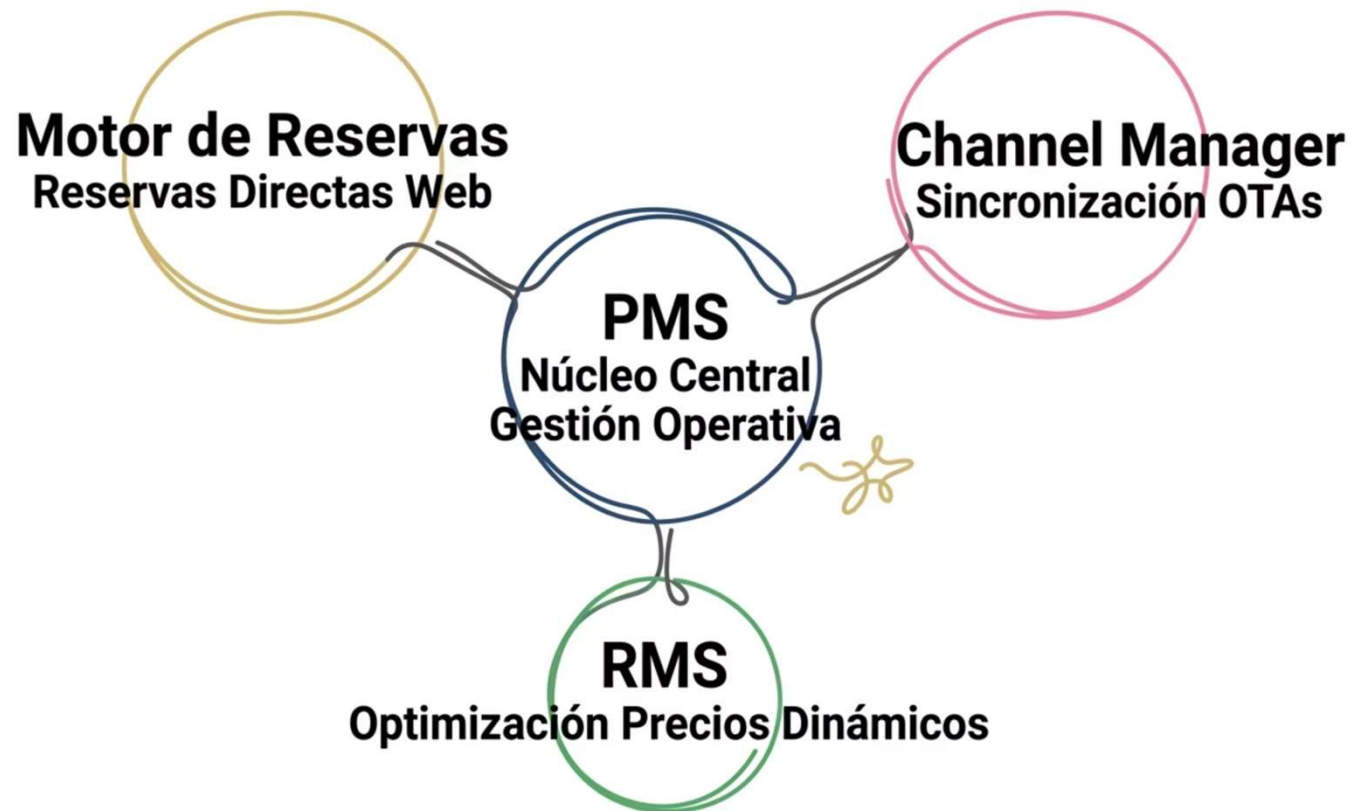 Motor de Reservas
Reservas Directas Web
Channel Manager
Sincronización OTAs
PMS
Núcleo Central
Gestión Operativa
RMS
Optimización Precios Dinámicos